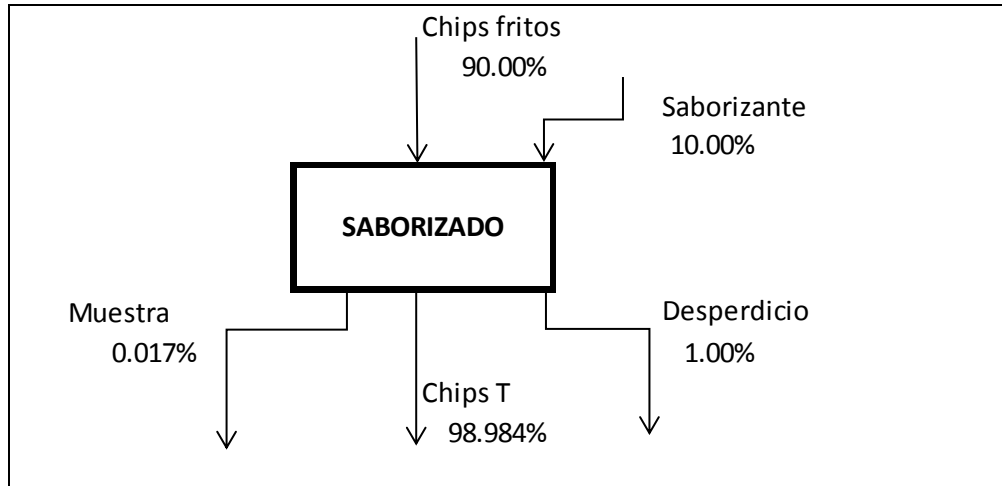 Chips fritos
90.00%
Saborizante
10.00%
SABORIZADO
Muestra
0.017%
Desperdicio
1.00%
Chips T
98.984%